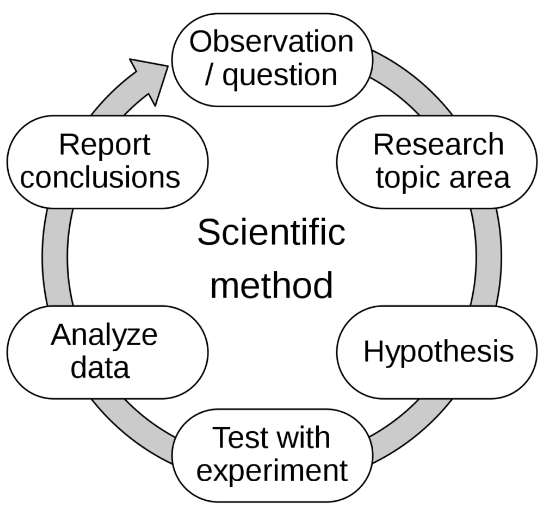 Observation
/ question
Research
topic area
Hypothesis
Test with
experiment
Analyze
data
Report
conclusions
Scientific
method